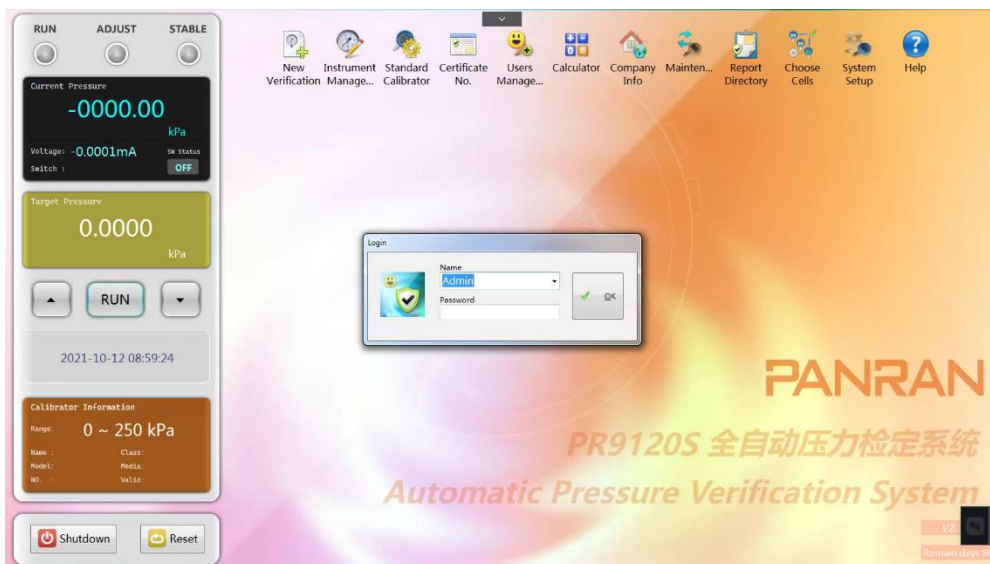 RUN ADJUST STABLE
Current Pressure
-0000.00
kPa
Voltage: -0.0001mA SW Status
Switch : OFF
Target Pressure
0.0000
kPa
RUN
2021-10-12 08:59:24
Calibrator Information
Range: 0 ~ 250 kPa
Name : Class:
Model: Media:
NO. : Valid:
Shutdown Reset
New Verification
Instrument Manage...
Standard Calibrator
Certificate No.
Users Manage...
Calculator
Company Info
Mainten...
Report Directory
Choose Cells
System Setup
Help
Login
Name
Admin
Password
OK
PANRAN
PR9120S 全自动压力检定系统
Automatic Pressure Verification System
Remain days